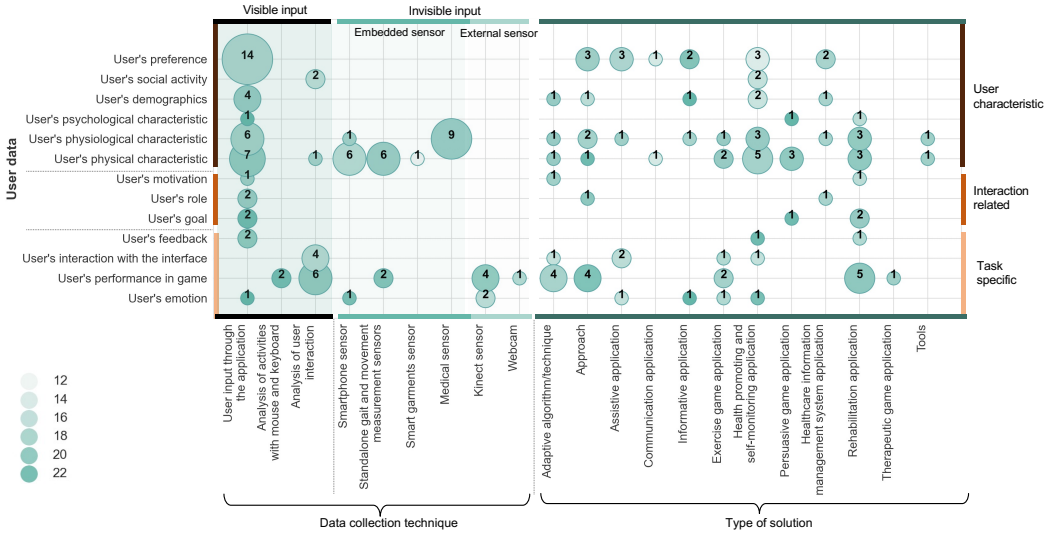 Visible input
Invisible input
Embedded sensor
External sensor
User's preference
14
3
3
1
2
3
2
User's social activity
2
2
User's demographics
4
1
1
1
2
1
User
characteristic
User's psychological characteristic
1
1
1
User's physiological characteristic
6
1
9
1
2
1
1
1
3
1
3
1
User's physical characteristic
7
1
6
6
1
1
1
1
2
5
3
3
1
User data
User's motivation
1
1
1
User's role
2
1
1
Interaction
related
User's goal
2
1
2
User's feedback
2
1
1
User's interaction with the interface
4
1
2
1
1
User's performance in game
2
6
2
4
1
4
4
2
5
1
Task
specific
User's emotion
1
1
2
1
1
1
1
User input through
the application
Analysis of activities
with mouse and keyboard
Analysis of user
interaction
Smartphone sensor
Standalone gait and movement
measurement sensors
Smart garments sensor
Medical sensor
Kinect sensor
Webcam
Adaptive algorithm/technique
Approach
Assistive application
Communication application
Informative application
Exercise game application
Health promoting and
self-monitoring application
Persuasive game application
Healthcare information
management system application
Rehabilitation application
Therapeutic game application
Tools
12
14
16
18
20
22
Data collection technique
Type of solution